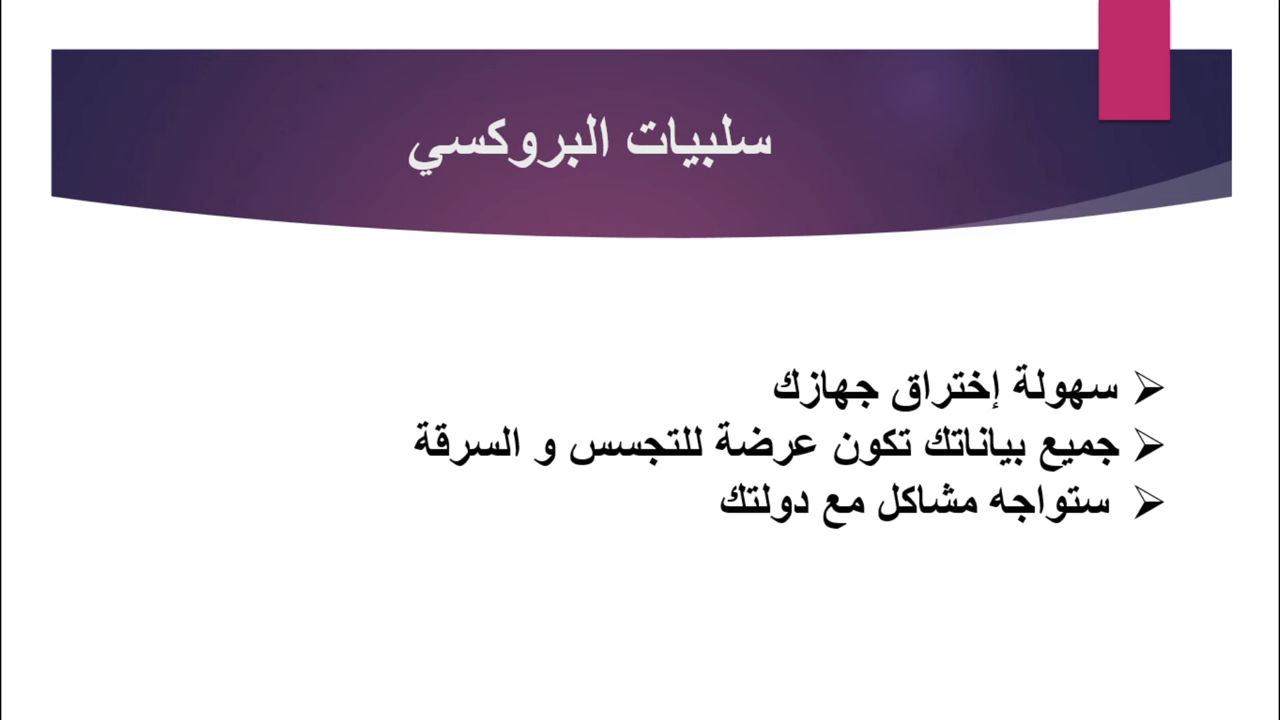 سلبيات البروكسي
سهولة إختراق جهازك
جميع بياناتك تكون عرضة للتجسس و السرقة
ستواجه مشاكل مع دولتك